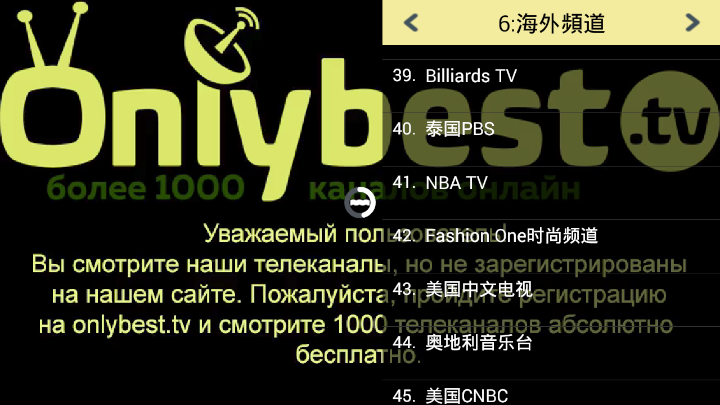 Onlybest.tv
более 1000 каналов онлайн
Уважаемый пользователь!
Вы смотрите наши телеканалы, но не зарегистрированы
на нашем сайте. Пожалуйста, пройдите регистрацию
на onlybest.tv и смотрите 1000 телеканалов абсолютно
бесплатно.
6:海外頻道
39. Billiards TV
40. 泰国PBS
41. NBA TV
42. Fashion One时尚频道
43. 美国中文电视
44. 奥地利音乐台
45. 美国CNBC